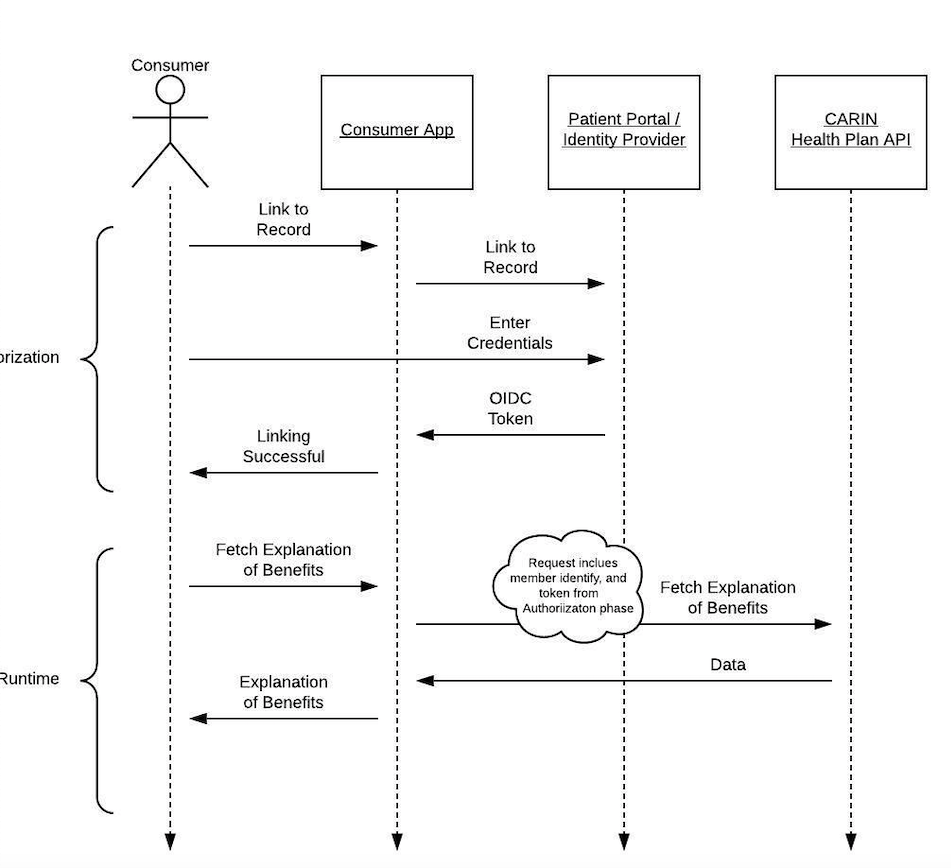 Consumer
Consumer App
Patient Portal /
Identity Provider
CARIN
Health Plan API
Link to
Record
Link to
Record
Enter
Credentials
orization
OIDC
Token
Linking
Successful
Fetch Explanation
of Benefits
Request inclues
member identify, and
token from
Authoriizaton phase
Fetch Explanation
of Benefits
Data
Runtime
Explanation
of Benefits